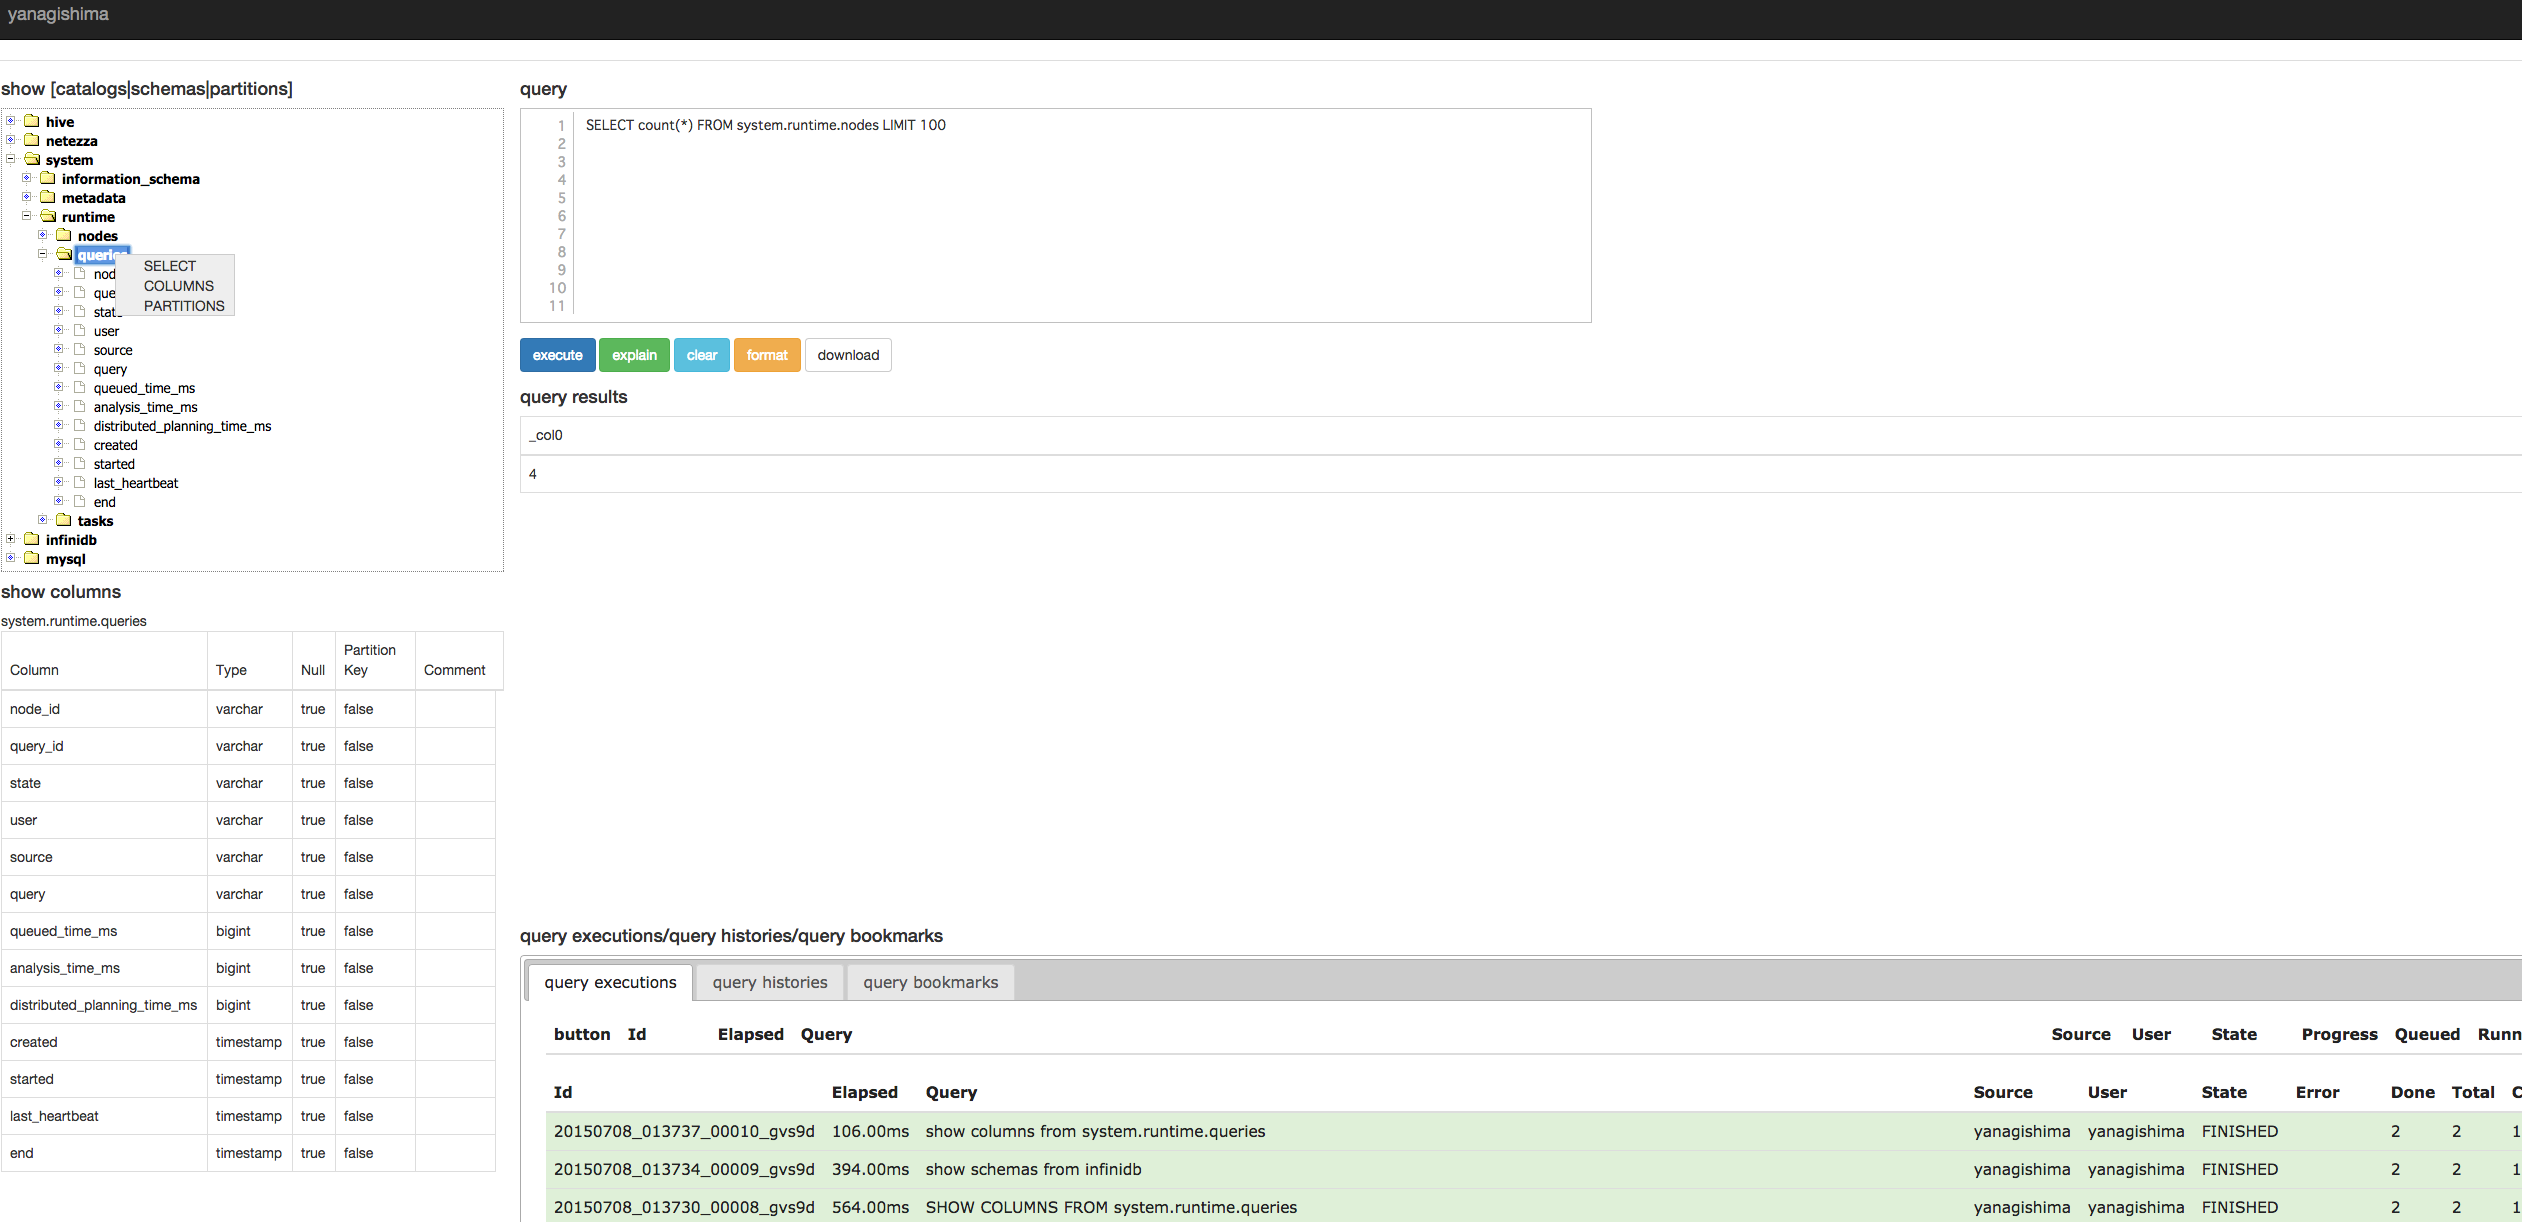 yanagishima
show [catalogs|schemas|partitions]
hive
netezza
system
information_schema
metadata
runtime
nodes
SELECT
COLUMNS
PARTITIONS
user
source
query
queued_time_ms
analysis_time_ms
distributed_planning_time_ms
created
started
last_heartbeat
end
tasks
infinidb
mysql
show columns
system.runtime.queries
Column Type Null Partition Key Comment
node_id varchar true false
query_id varchar true false
state varchar true false
user varchar true false
source varchar true false
query varchar true false
queued_time_ms bigint true false
analysis_time_ms bigint true false
distributed_planning_time_ms bigint true false
created timestamp true false
started timestamp true false
last_heartbeat timestamp true false
end timestamp true false
query
1 SELECT count(*) FROM system.runtime.nodes LIMIT 100
2
3
4
5
6
7
8
9
10
11
execute explain clear format download
query results
_col0
4
query executions/query histories/query bookmarks
query executions query histories query bookmarks
button Id Elapsed Query Source User State Progress Queued
Id Elapsed Query Source User State Error Done Total
20150708_013737_00010_gvs9d 106.00ms show columns from system.runtime.queries yanagishima yanagishima FINISHED 2 2 1
20150708_013734_00009_gvs9d 394.00ms show schemas from infinidb yanagishima yanagishima FINISHED 2 2 1
20150708_013730_00008_gvs9d 564.00ms SHOW COLUMNS FROM system.runtime.queries yanagishima yanagishima FINISHED 2 2 1